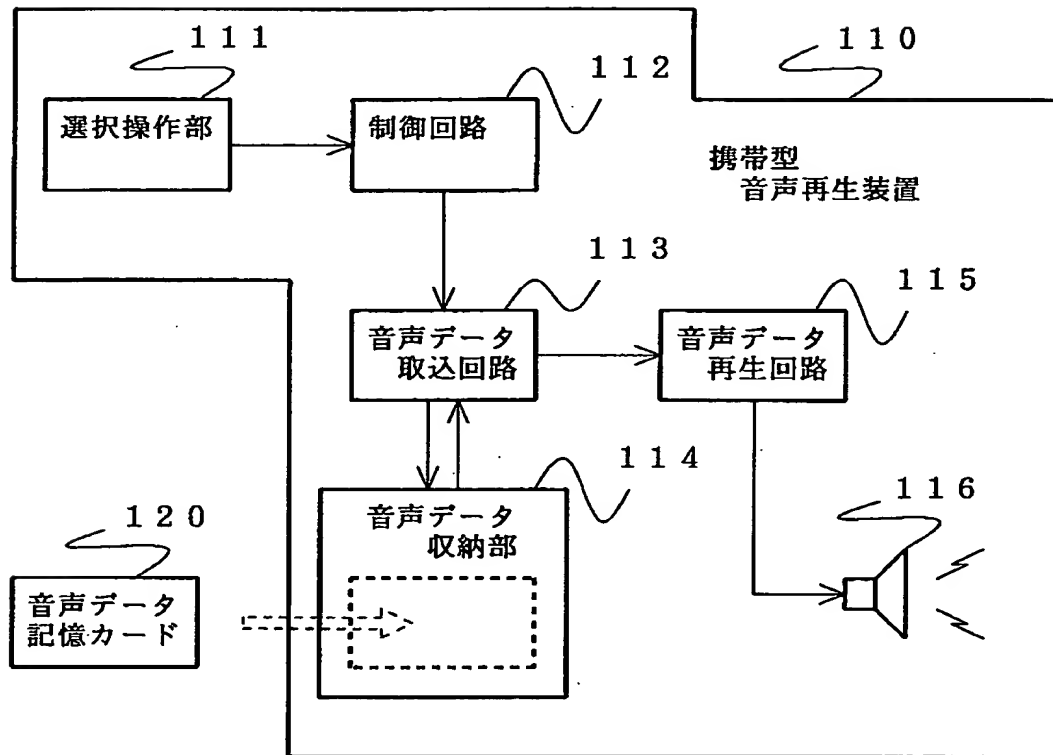 １１１
１１０
１１２
選択操作部
制御回路
携帯型
音声再生装置
１１３
１１５
音声データ
取込回路
音声データ
再生回路
１１４
１１６
音声データ
収納部
１２０
音声データ
記憶カード